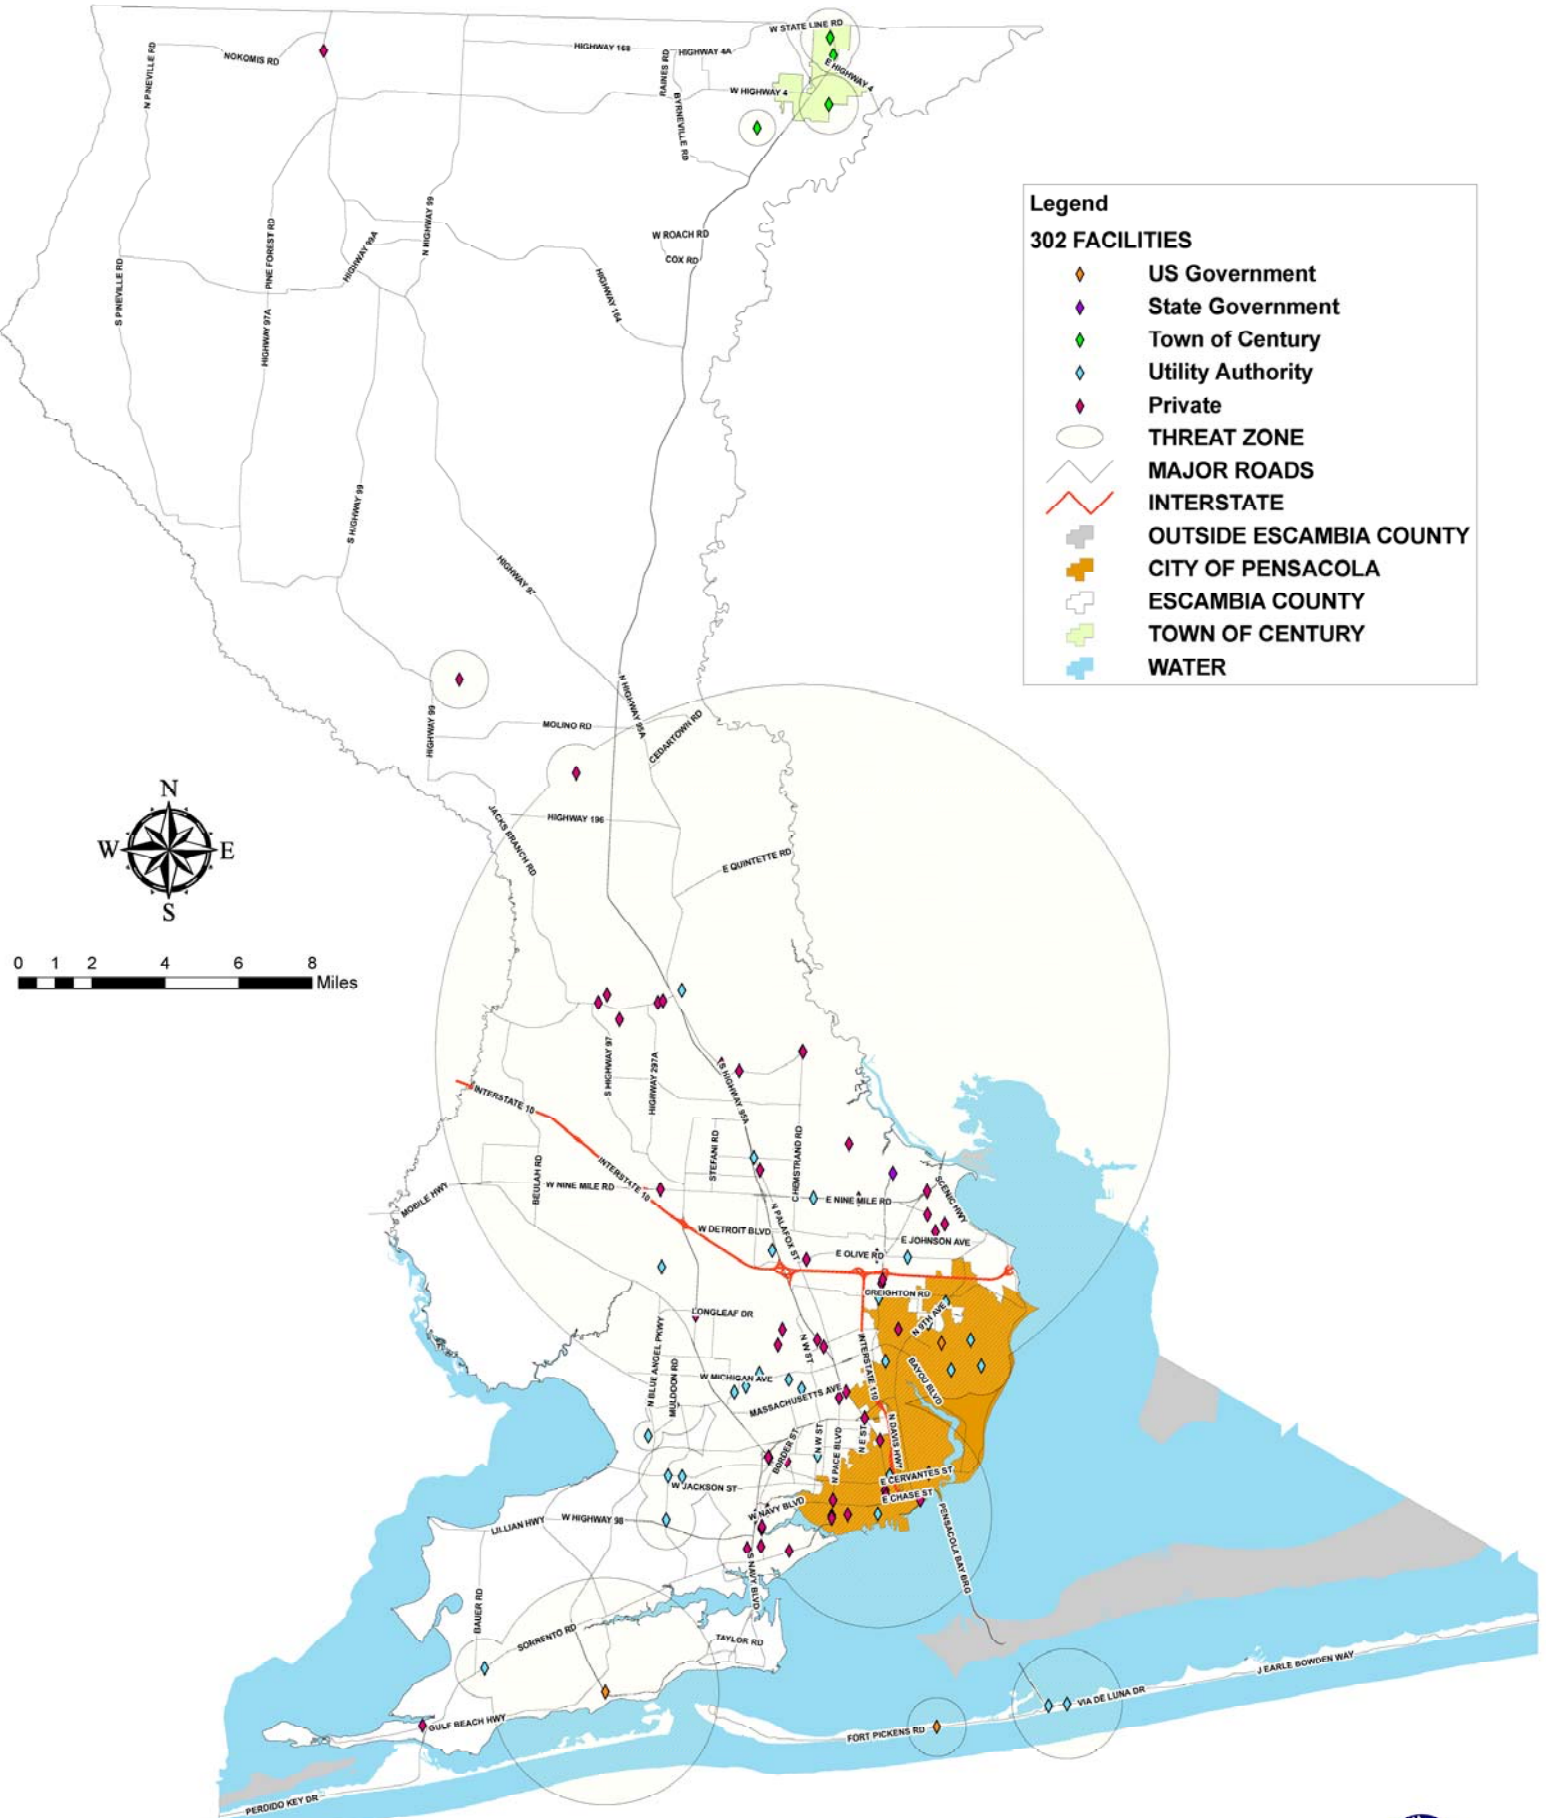 W STATE LINE RD
N PINEVILLE RD
NOKOMIS RD
HIGHWAY 168
RAINES RD
HIGHWAY 4A
E HIGHWAY 4
W HIGHWAY 4
BYRNEVILLE RD
Legend
302 FACILITIES
US Government
State Government
Town of Century
Utility Authority
Private
THREAT ZONE
MAJOR ROADS
INTERSTATE
OUTSIDE ESCAMBIA COUNTY
CITY OF PENSACOLA
ESCAMBIA COUNTY
TOWN OF CENTURY
WATER
PINE FOREST RD
HIGHWAY 99A
N HIGHWAY 99
W ROACH RD
COX RD
S PINEVILLE RD
HIGHWAY 97A
HIGHWAY 164
S HIGHWAY 99
HIGHWAY 97
N HIGHWAY 95A
HIGHWAY 99
MOLINO RD
CEDARTOWN RD
N
W E
S
JACKS BRANCH RD
HIGHWAY 196
E QUINTETTE RD
0 1 2 4 6 8
Miles
S HIGHWAY 97
HIGHWAY 297A
S HIGHWAY 95A
INTERSTATE 10
STEFANI RD
CHEMSTRAND RD
BEULAH RD
W NINE MILE RD
INTERSTATE 10
MOBILE HWY
E NINE MILE RD
SCENIC HWY
W DETROIT BLVD
N PALAFOX ST
E JOHNSON AVE
E OLIVE RD
CREIGHTON RD
LONGLEAF DR
N 9TH AVE
N BLUE ANGEL PKWY
MULDOON RD
N W ST
INTERSTATE 110
BAYOU BLVD
W MICHIGAN AVE
MASSACHUSETTS AVE
BORDER ST
N W ST
N PACE BLVD
N E ST
N DAVIS HWY
E CERVANTES ST
W JACKSON ST
E CHASE ST
W NAVY BLVD
LILLIAN HWY
W HIGHWAY 98
PENSACOLA BAY BRG
S NAVY BLVD
BAUER RD
SORRENTO RD
TAYLOR RD
J EARLE BOWDEN WAY
VIA DE LUNA DR
GULF BEACH HWY
FORT PICKENS RD
PERDIDO KEY DR